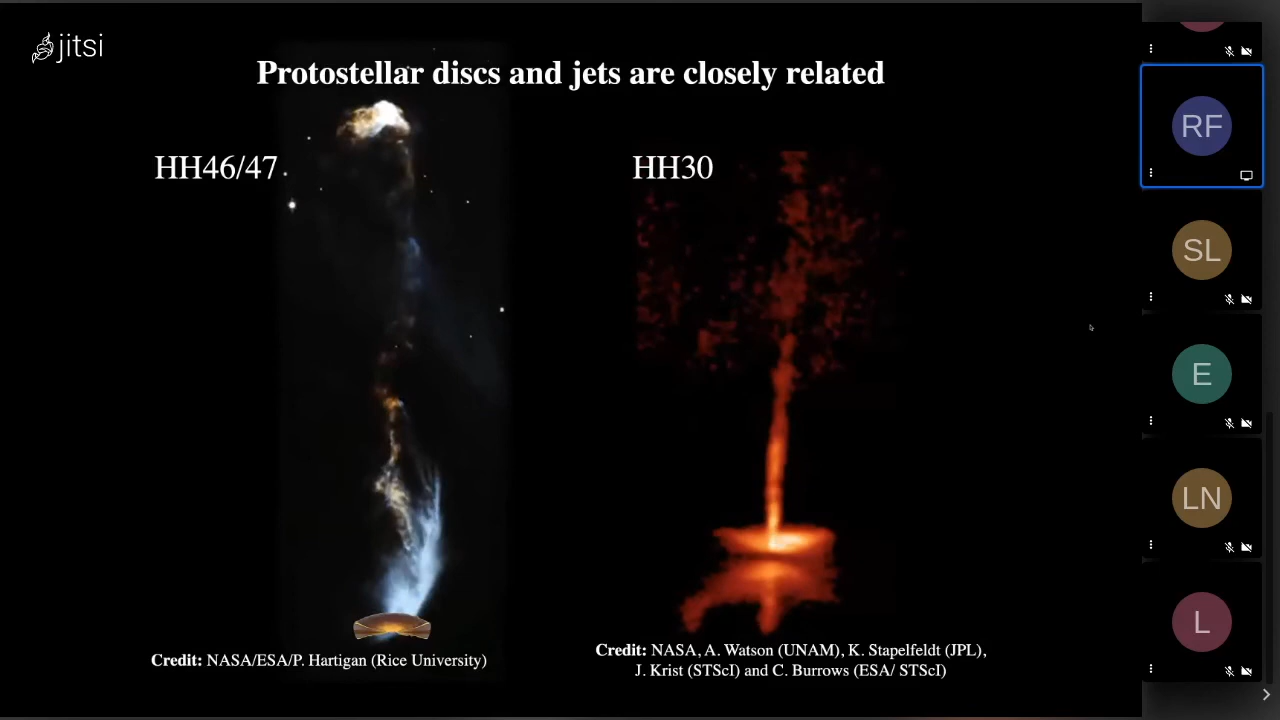 jitsi
Protostellar discs and jets are closely related
HH46/47
HH30
Credit: NASA/ESA/P. Hartigan (Rice University)
Credit: NASA, A. Watson (UNAM), K. Stapelfeldt (JPL),
J. Krist (STScI) and C. Burrows (ESA/ STScI)
RF
SL
E
LN
L